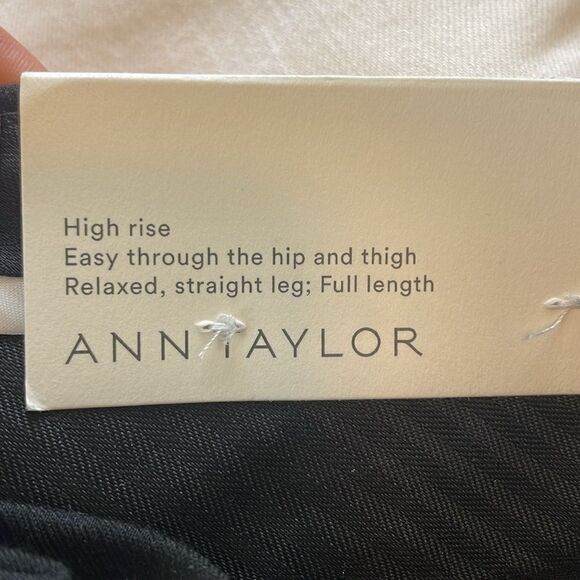 High rise
Easy through the hip and thigh
Relaxed, straight leg; Full length
ANN TAYLOR